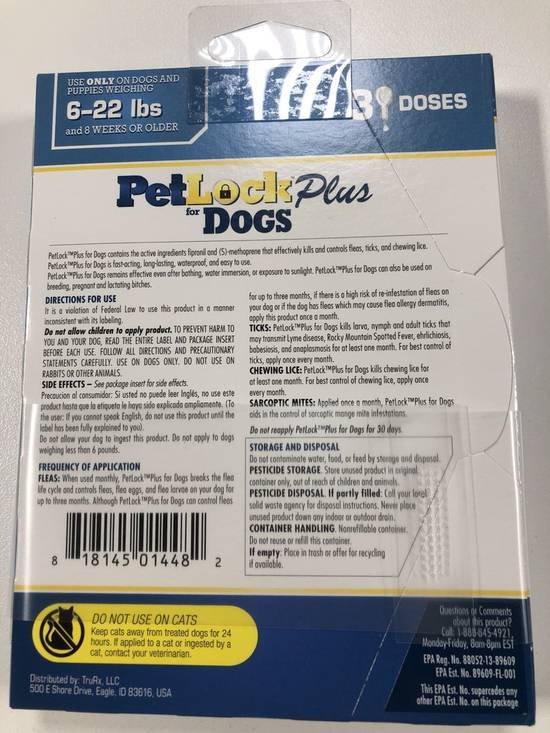 USE ONLY ON DOGS AND
PUPPIES WEIGHING
6–22 lbs
and 8 WEEKS OR OLDER
3 DOSES
PetLock™ Plus
for DOGS
PetLock™Plus for Dogs contains the active ingredients fipronil and (S)-methoprene that effectively kills and controls fleas, ticks, and chewing lice.
PetLock™Plus for Dogs is fast-acting, long-lasting, waterproof, and easy to use.
PetLock™Plus for Dogs remains effective even after bathing, water immersion, or exposure to sunlight. PetLock™Plus for Dogs can also be used on
breeding, pregnant and lactating bitches.
DIRECTIONS FOR USE
It is a violation of Federal Law to use this product in a manner
inconsistent with its labeling.
Do not allow children to apply product. TO PREVENT HARM TO
YOU AND YOUR DOG, READ THE ENTIRE LABEL AND PACKAGE INSERT
BEFORE EACH USE. FOLLOW ALL DIRECTIONS AND PRECAUTIONARY
STATEMENTS CAREFULLY. USE ON DOGS ONLY. DO NOT USE ON
RABBITS OR OTHER ANIMALS.
SIDE EFFECTS – See package insert for side effects.
Precaucion al consumidor: Si usted no puede leer Inglés, no use este
producto hasta que la etiqueta le haya sido explicada ampliamente. (To
the user: If you cannot speak English, do not use this product until the
label has been fully explained to you).
Do not allow your dog to ingest this product. Do not apply to dogs
weighing less than 6 pounds.
FREQUENCY OF APPLICATION
FLEAS: When used monthly, PetLock™Plus for Dogs breaks the flea
life cycle and controls fleas, flea eggs, and flea larvae on your dog for
up to three months. Although PetLock™Plus for Dogs can control fleas
for up to three months, if there is a high risk of re-infestation of fleas on
your dog or if the dog has fleas which may cause flea allergy dermatitis,
apply this product once a month.
TICKS: PetLock™Plus for Dogs kills larva, nymph and adult ticks that
may transmit Lyme disease, Rocky Mountain Spotted Fever, ehrlichiosis,
babesiosis, and anaplasmosis for at least one month. For best control of
ticks, apply once every month.
CHEWING LICE: PetLock™Plus for Dogs kills chewing lice for
at least one month. For best control of chewing lice, apply once
every month.
SARCOPTIC MITES: Applied once a month, PetLock™Plus for Dogs
aids in the control of sarcoptic mange mite infestations.
Do not reapply PetLock™Plus for Dogs for 30 days.
STORAGE AND DISPOSAL
Do not contaminate water, food, or feed by storage and disposal.
PESTICIDE STORAGE. Store unused product in original
container only, out of reach of children and animals.
PESTICIDE DISPOSAL. If partly filled: Call your local
solid waste agency for disposal instructions. Never place
unused product down any indoor or outdoor drain.
CONTAINER HANDLING. Nonrefillable container.
Do not reuse or refill this container.
If empty: Place in trash or offer for recycling
if available.
8 18145 01448 2
DO NOT USE ON CATS
Keep cats away from treated dogs for 24
hours. If applied to a cat or ingested by a
cat, contact your veterinarian.
Distributed by: TruRx, LLC
500 E Shore Drive, Eagle, ID 83616, USA
Questions or Comments
about this product?
Call: 1-888-845-4921,
Monday-Friday, 8am-8pm EST
EPA Reg. No. 88052-13-89609
EPA Est. No. 89609-FL-001
This EPA Est. No. supercedes any
other EPA Est. No. on this package